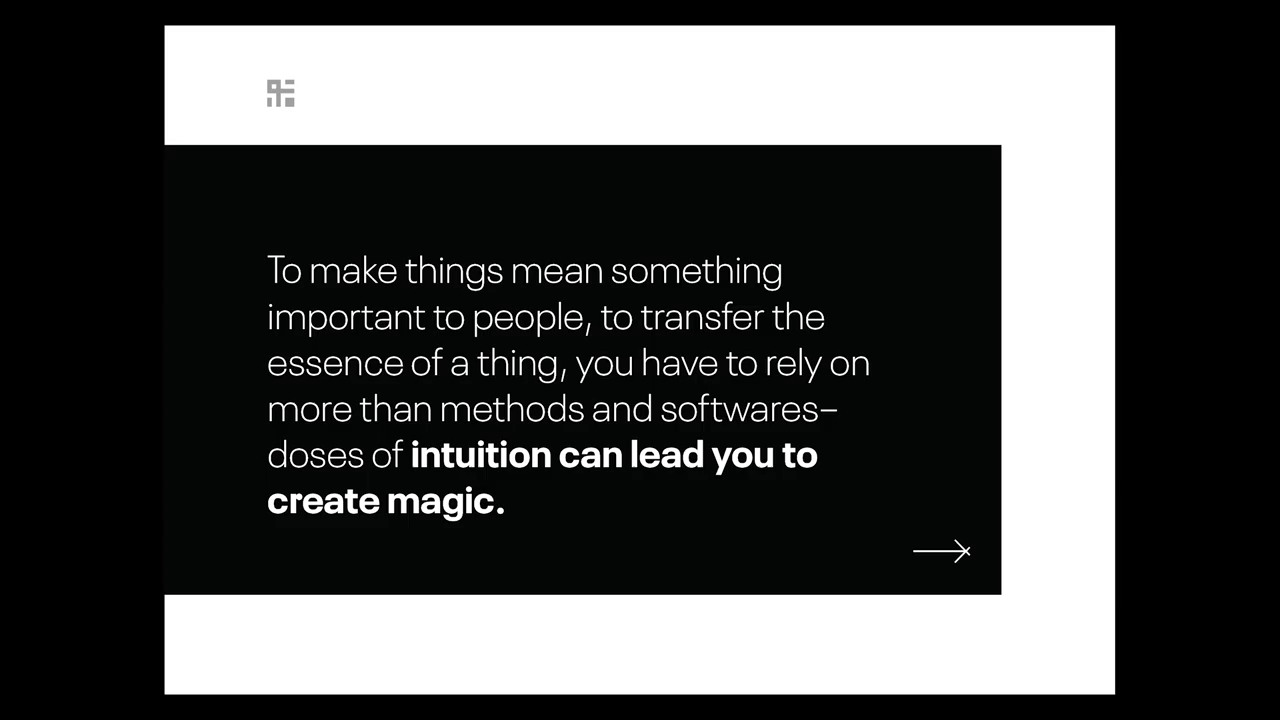 To make things mean something
important to people, to transfer the
essence of a thing, you have to rely on
more than methods and softwares–
doses of intuition can lead you to
create magic.